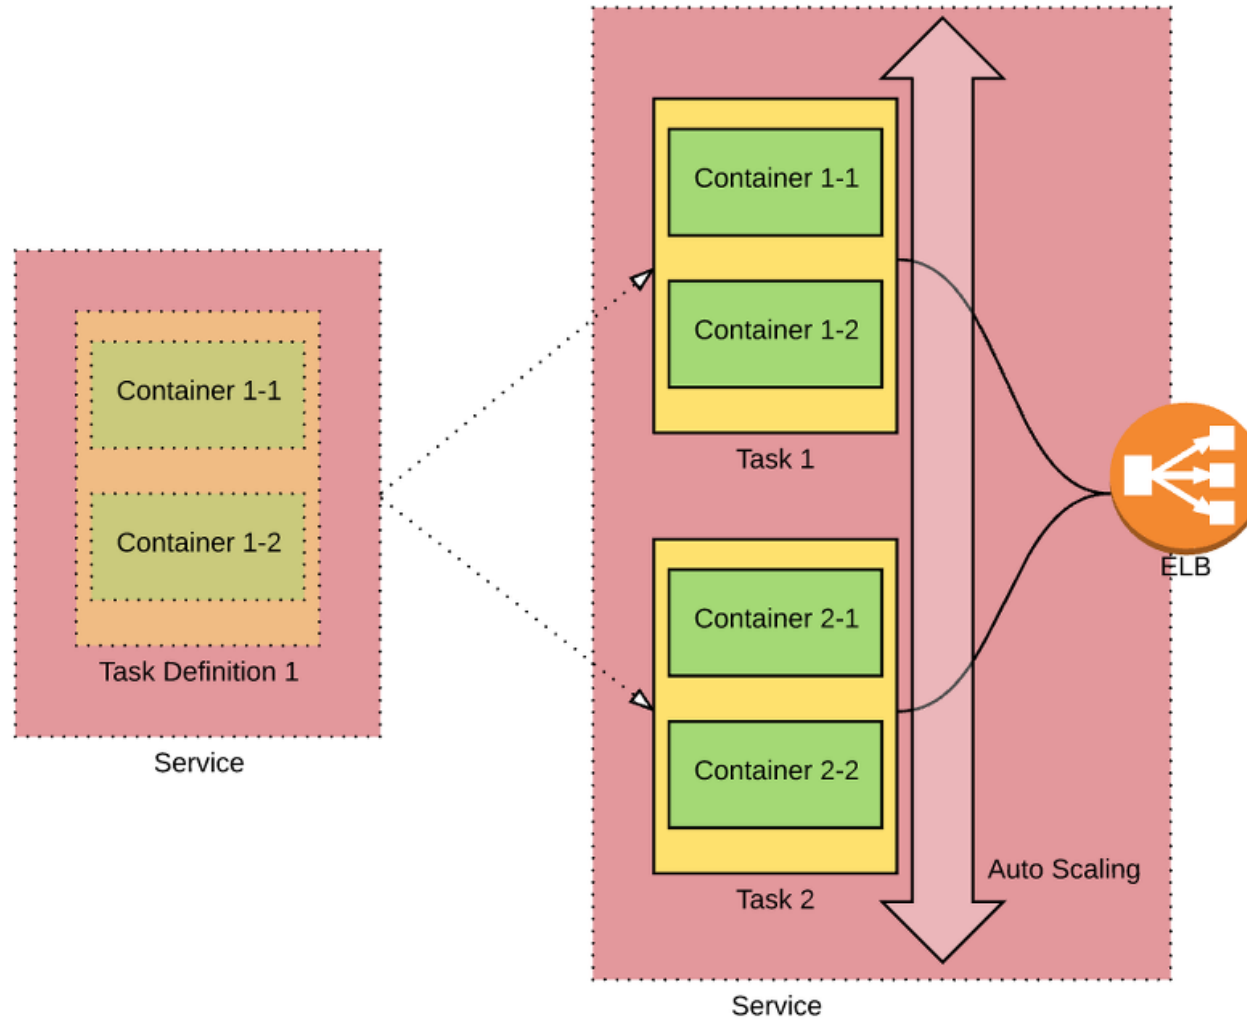 Container 1-1
Container 1-2
Task Definition 1
Service
Container 1-1
Container 1-2
Task 1
Container 2-1
Container 2-2
Task 2
Auto Scaling
Service
ELB